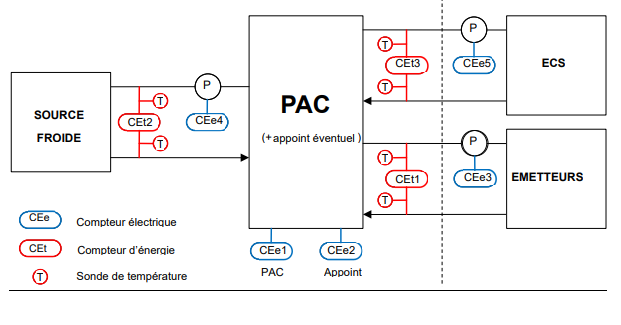 P
P
T
CEt3
CEe5
ECS
T
PAC
(+appoint éventuel)
P
T
SOURCE
FROIDE
CEt2
CEe4
T
P
T
CEt1
CEe3
EMETTEURS
T
CEe
Compteur électrique
CEt
Compteur d'énergie
T
Sonde de température
CEe1
CEe2
PAC
Appoint